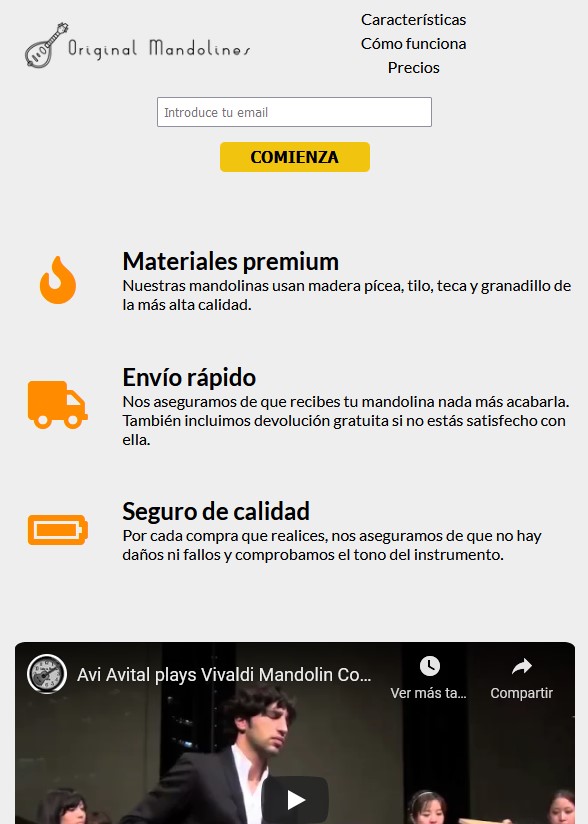 Original Mandolines
Características
Cómo funciona
Precios
Introduce tu email
COMIENZA
Materiales premium
Nuestras mandolinas usan madera pícea, tilo, teca y granadillo de
la más alta calidad.
Envío rápido
Nos aseguramos de que recibes tu mandolina nada más acabarla.
También incluimos devolución gratuita si no estás satisfecho con
ella.
Seguro de calidad
Por cada compra que realices, nos aseguramos de que no hay
daños ni fallos y comprobamos el tono del instrumento.
Avi Avital plays Vivaldi Mandolin Co...
Ver más ta...
Compartir